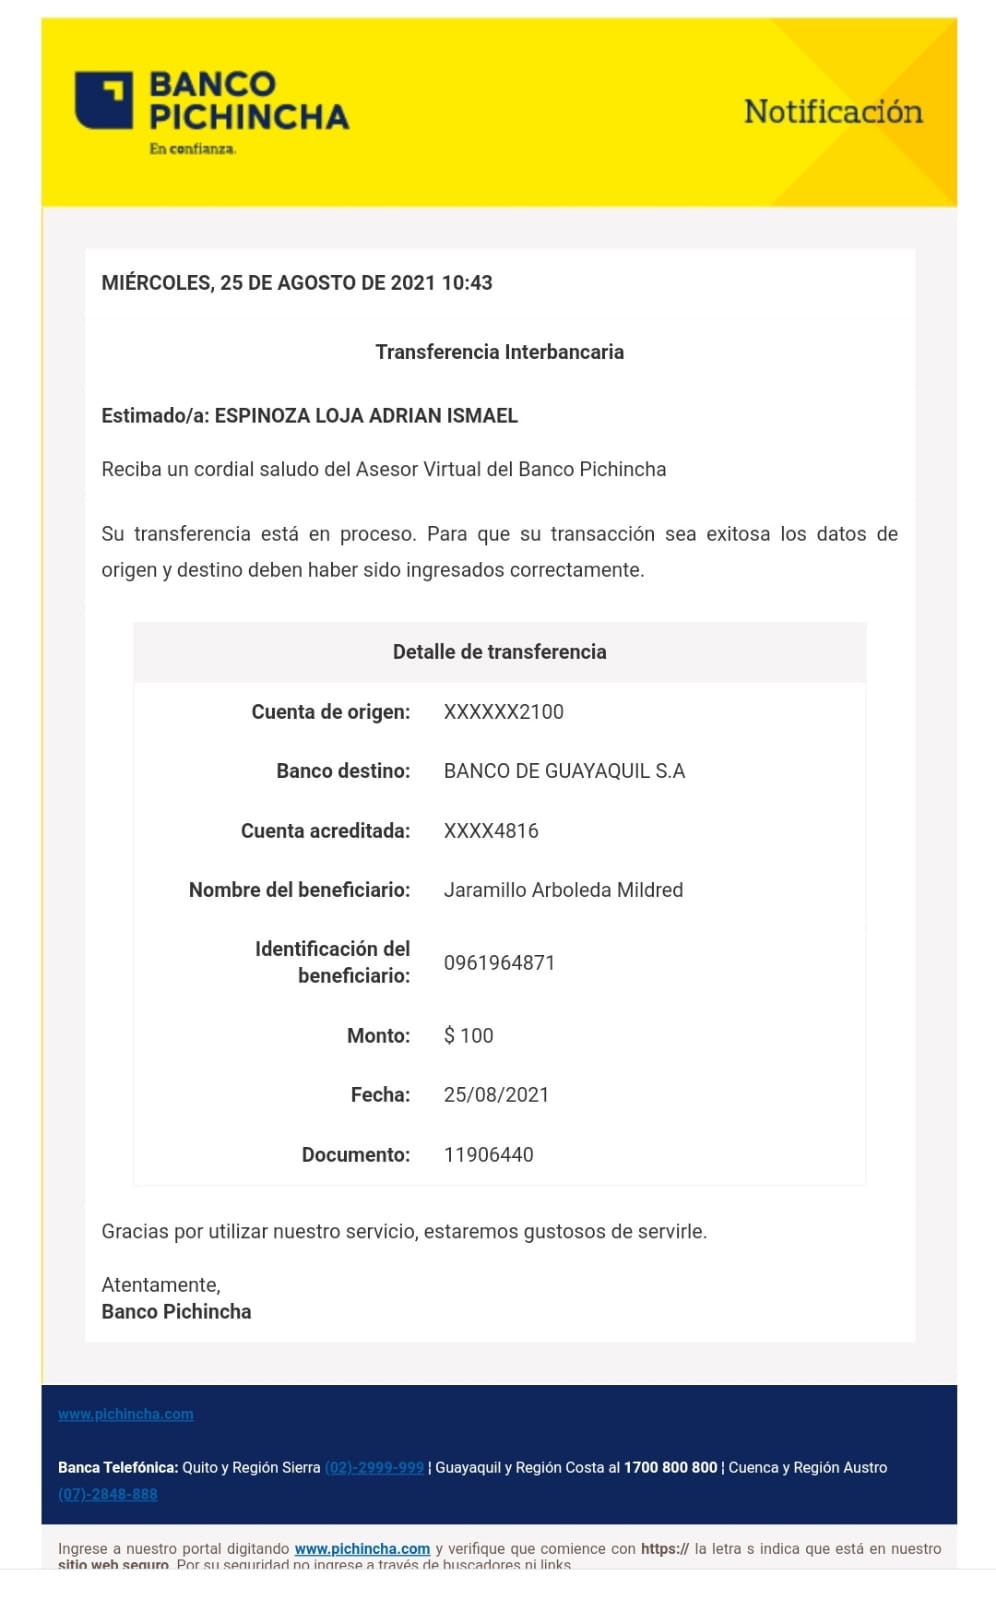 BANCO
PICHINCHA
En confianza.
Notificación
MIÉRCOLES, 25 DE AGOSTO DE 2021 10:43
Transferencia Interbancaria
Estimado/a: ESPINOZA LOJA ADRIAN ISMAEL
Reciba un cordial saludo del Asesor Virtual del Banco Pichincha
Su transferencia está en proceso. Para que su transacción sea exitosa los datos de
origen y destino deben haber sido ingresados correctamente.
Detalle de transferencia
Cuenta de origen: XXXXXX2100
Banco destino: BANCO DE GUAYAQUIL S.A
Cuenta acreditada: XXXX4816
Nombre del beneficiario: Jaramillo Arboleda Mildred
Identificación del
beneficiario: 0961964871
Monto: $ 100
Fecha: 25/08/2021
Documento: 11906440
Gracias por utilizar nuestro servicio, estaremos gustosos de servirle.
Atentamente,
Banco Pichincha
www.pichincha.com
Banca Telefónica: Quito y Región Sierra (02)-2999-999 ¦ Guayaquil y Región Costa al 1700 800 800 ¦ Cuenca y Región Austro
(07)-2848-888
Ingrese a nuestro portal digitando www.pichincha.com y verifique que comience con https:// la letra s indica que está en nuestro
sitio web seguro. Por su seguridad no ingrese a través de buscadores ni links